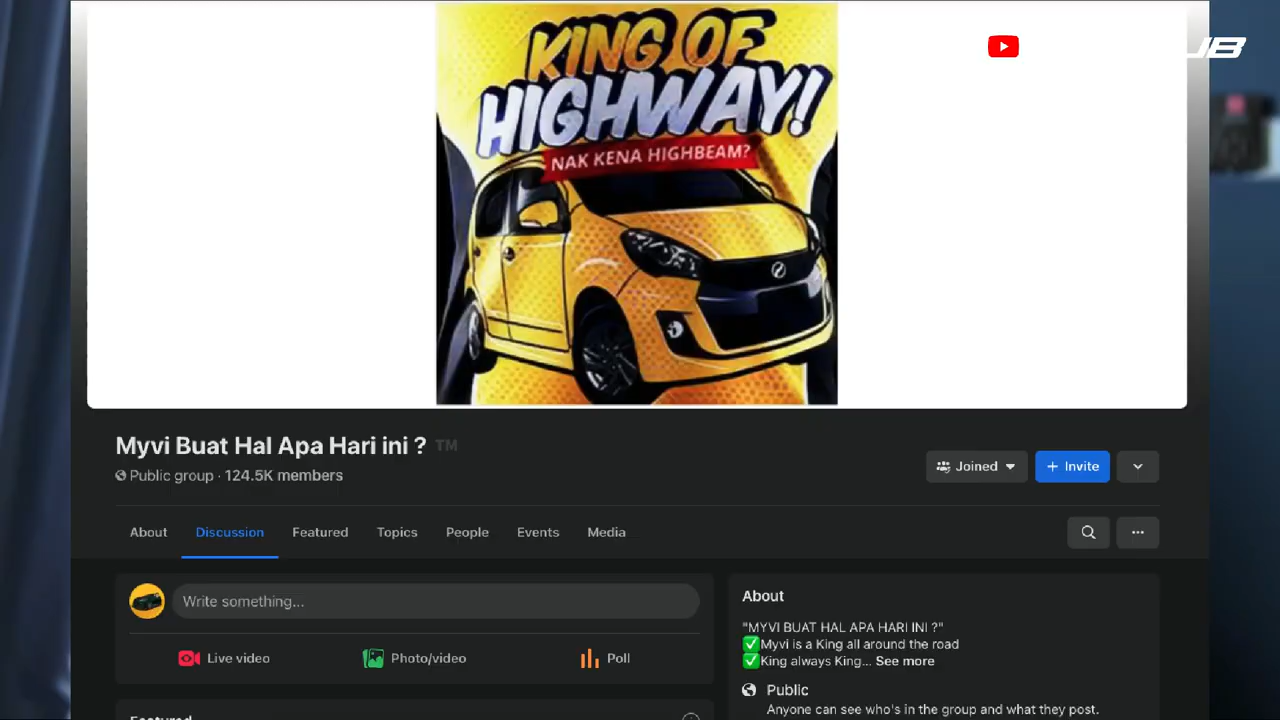 KING OF
HIGHWAY!
NAK KENA HIGHBEAM?
JB
Myvi Buat Hal Apa Hari ini ? TM
Public group · 124.5K members
Joined
+ Invite
About
Discussion
Featured
Topics
People
Events
Media
Write something...
Live video
Photo/video
Poll
About
"MYVI BUAT HAL APA HARI INI ?"
✅Myvi is a King all around the road
✅King always King... See more
Public
Anyone can see who's in the group and what they post.
Featured